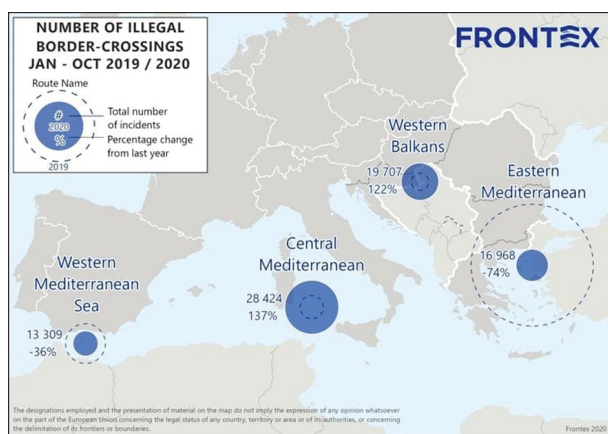 NUMBER OF ILLEGAL
BORDER-CROSSINGS
JAN - OCT 2019 / 2020
Route Name
#
2020
%
Total number
of incidents
Percentage change
from last year
2019
FRONTEX
Western
Balkans
19 707
122%
Eastern
Mediterranean
16 968
-74%
Central
Mediterranean
28 424
137%
Western
Mediterranean
Sea
13 309
-36%
The designations employed and the presentation of material on the map do not imply the expression of any opinion whatsoever
on the part of the European Union concerning the legal status of any country, territory or area or of its authorities, or concerning
the delimitation of its frontiers or boundaries.
Frontex 2020